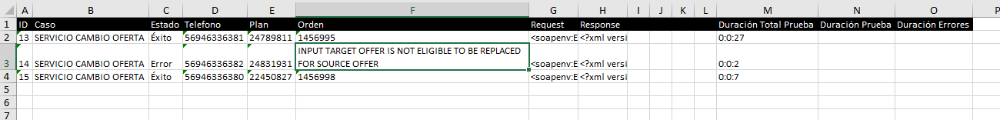 A B C D E F G H I J K L M N O P
1 ID Caso Estado Telefono Plan Orden Request Response Duración Total Prueba Duración Prueba Duración Errores
2 13 SERVICIO CAMBIO OFERTA Éxito 56946336381 24789811 1456995 <soapenv:E <?xml versi 0:0:27
INPUT TARGET OFFER IS NOT ELIGIBLE TO BE REPLACED
3 14 SERVICIO CAMBIO OFERTA Error 56946336382 24831931 FOR SOURCE OFFER <soapenv:E <?xml versi 0:0:2
4 15 SERVICIO CAMBIO OFERTA Éxito 56946336380 22450827 1456998 <soapenv:E <?xml versi 0:0:7
5
6
7